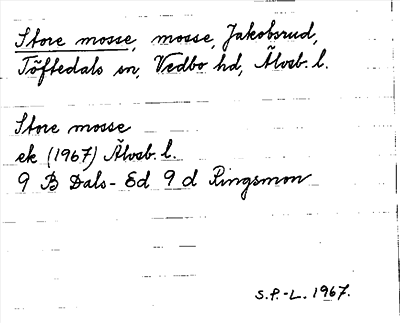 Store mosse, mosse, Jakobsrud,
Töftedals sn, Vedbo hd, Älvsb. l.
Store mosse
ek (1967) Älvsb. l.
9 B Dals-Ed 9 d Ringsmon
S.P.-L. 1967.